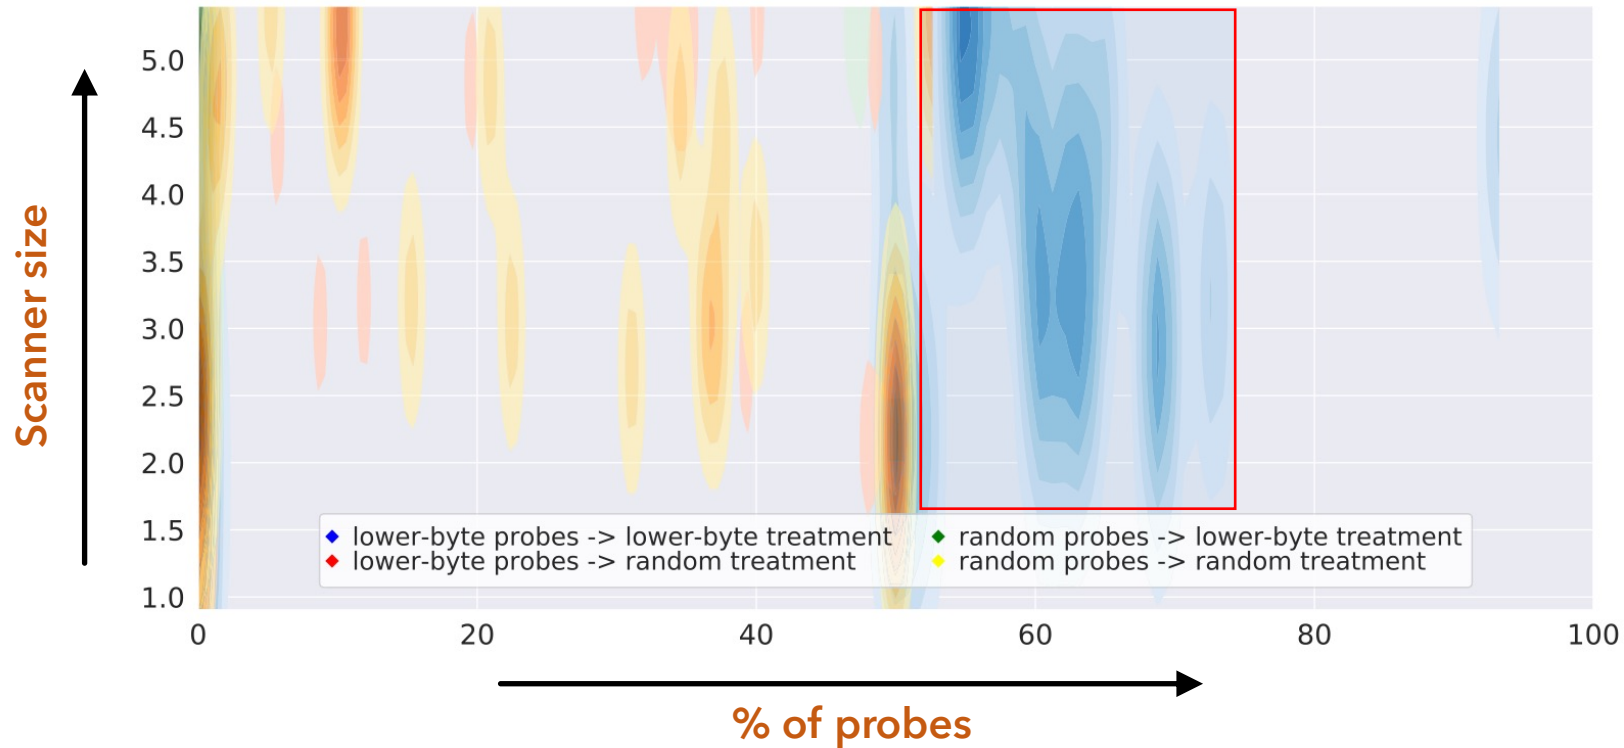 5.0
4.5
4.0
3.5
3.0
2.5
2.0
1.5
1.0
Scanner size
lower-byte probes -> lower-byte treatment
lower-byte probes -> random treatment
random probes -> lower-byte treatment
random probes -> random treatment
0 20 40 60 80 100
% of probes